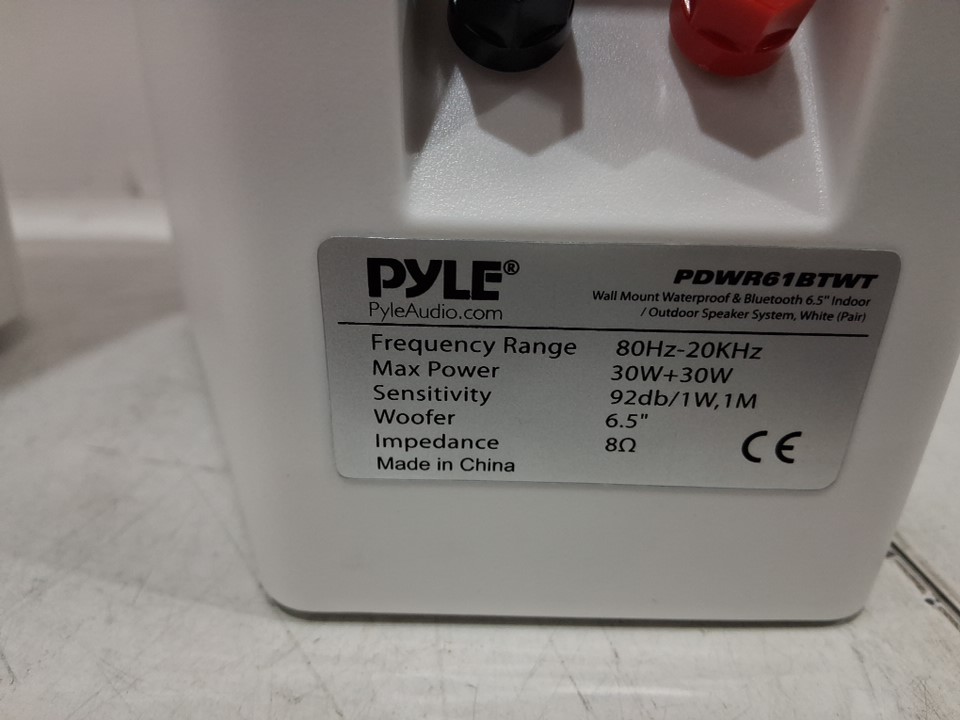 PYLE®
PyleAudio.com
PDWR61BTWT
Wall Mount Waterproof & Bluetooth 6.5" Indoor
/ Outdoor Speaker System, White (Pair)
Frequency Range 80Hz-20KHz
Max Power 30W+30W
Sensitivity 92db/1W,1M
Woofer 6.5"
Impedance 8Ω
Made in China
CE